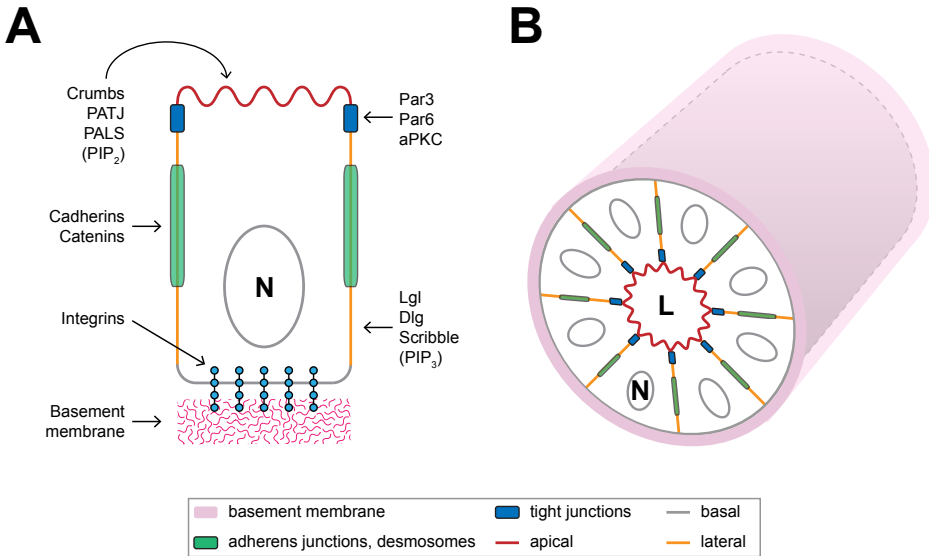 A
B
Crumbs
PATJ
PALS
(PIP₂)
Par3
Par6
aPKC
Cadherins
Catenins
N
Integrins
Lgl
Dlg
Scribble
(PIP₃)
Basement
membrane
L
N
basement membrane
tight junctions
basal
adherens junctions, desmosomes
apical
lateral